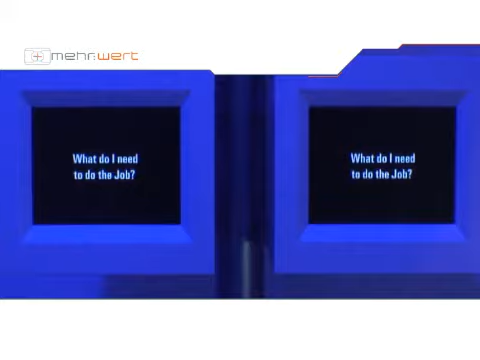 mehr.wert
What do I need
to do the Job?
What do I need
to do the Job?